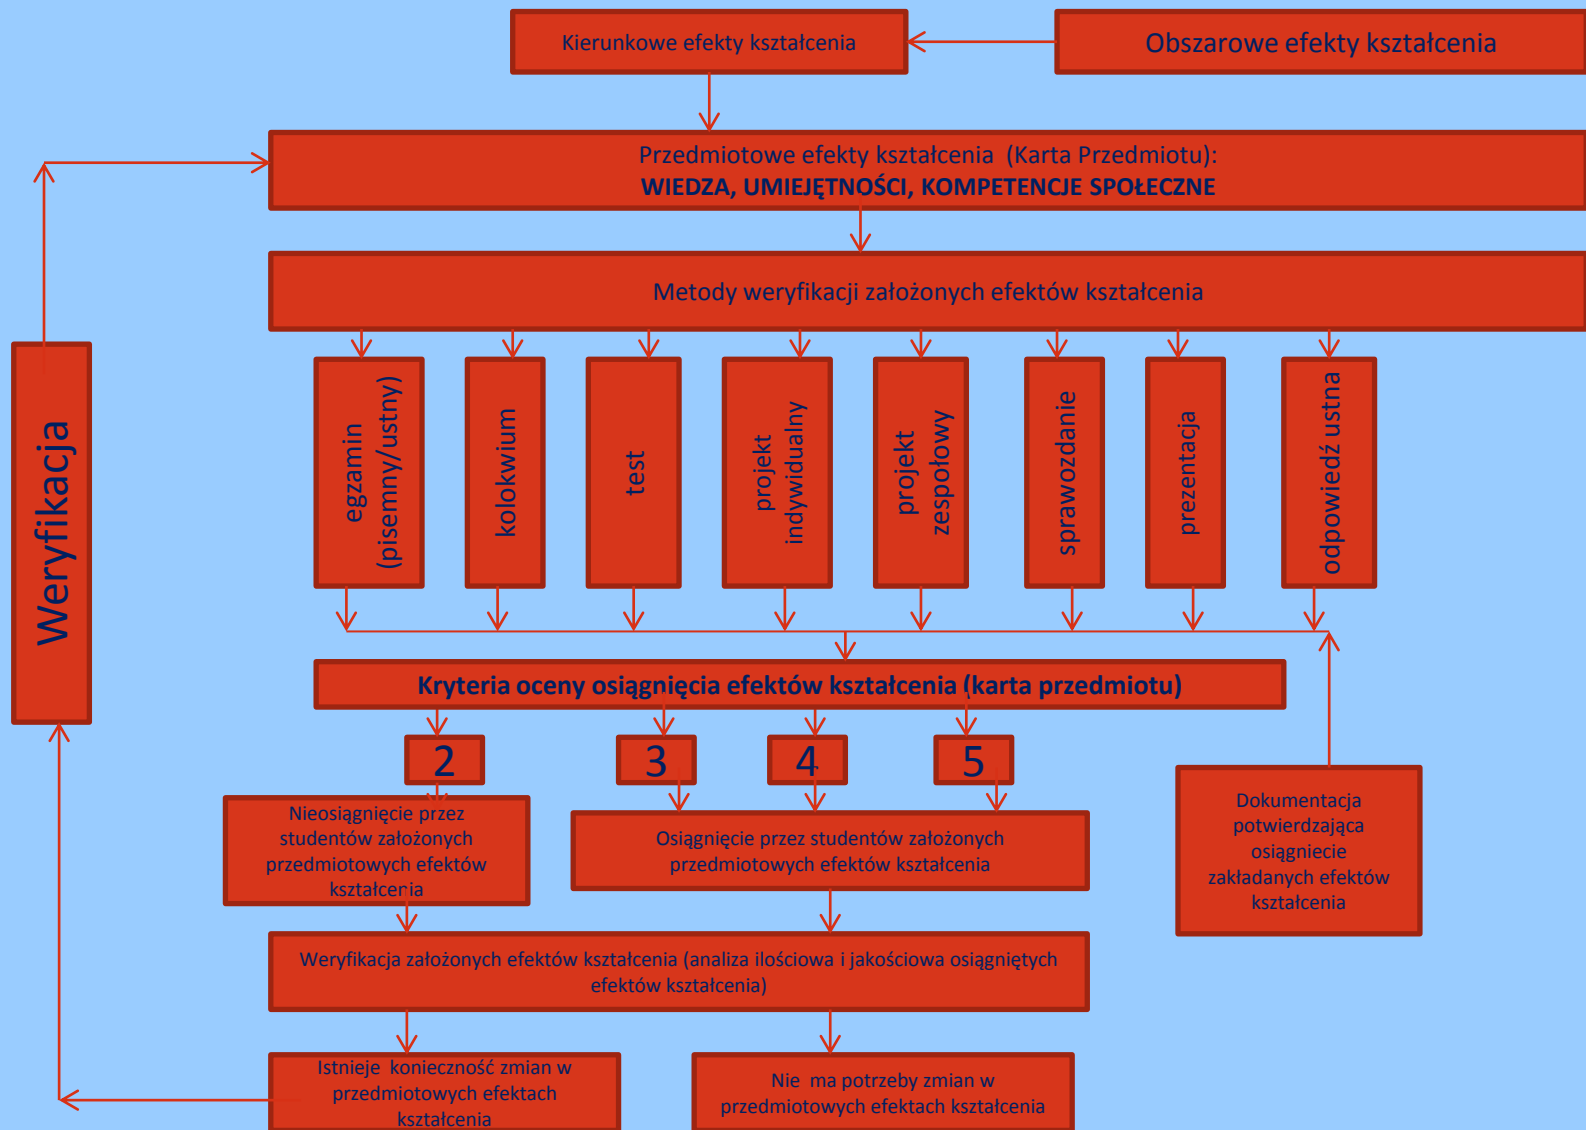 Kierunkowe efekty kształcenia
Obszarowe efekty kształcenia
Przedmiotowe efekty kształcenia (Karta Przedmiotu):
WIEDZA, UMIEJĘTNOŚCI, KOMPETENCJE SPOŁECZNE
Metody weryfikacji założonych efektów kształcenia
Weryfikacja
egzamin
(pisemny/ustny)
kolokwium
test
projekt
indywidualny
projekt
zespołowy
sprawozdanie
prezentacja
odpowiedź ustna
Kryteria oceny osiągnięcia efektów kształcenia (karta przedmiotu)
2
3
4
5
Nieosiągnięcie przez
studentów założonych
przedmiotowych efektów
kształcenia
Osiągnięcie przez studentów założonych
przedmiotowych efektów kształcenia
Dokumentacja
potwierdzająca
osiągniecie
zakładanych efektów
kształcenia
Weryfikacja założonych efektów kształcenia (analiza ilościowa i jakościowa osiągniętych
efektów kształcenia)
Istnieje konieczność zmian w
przedmiotowych efektach
kształcenia
Nie ma potrzeby zmian w
przedmiotowych efektach kształcenia